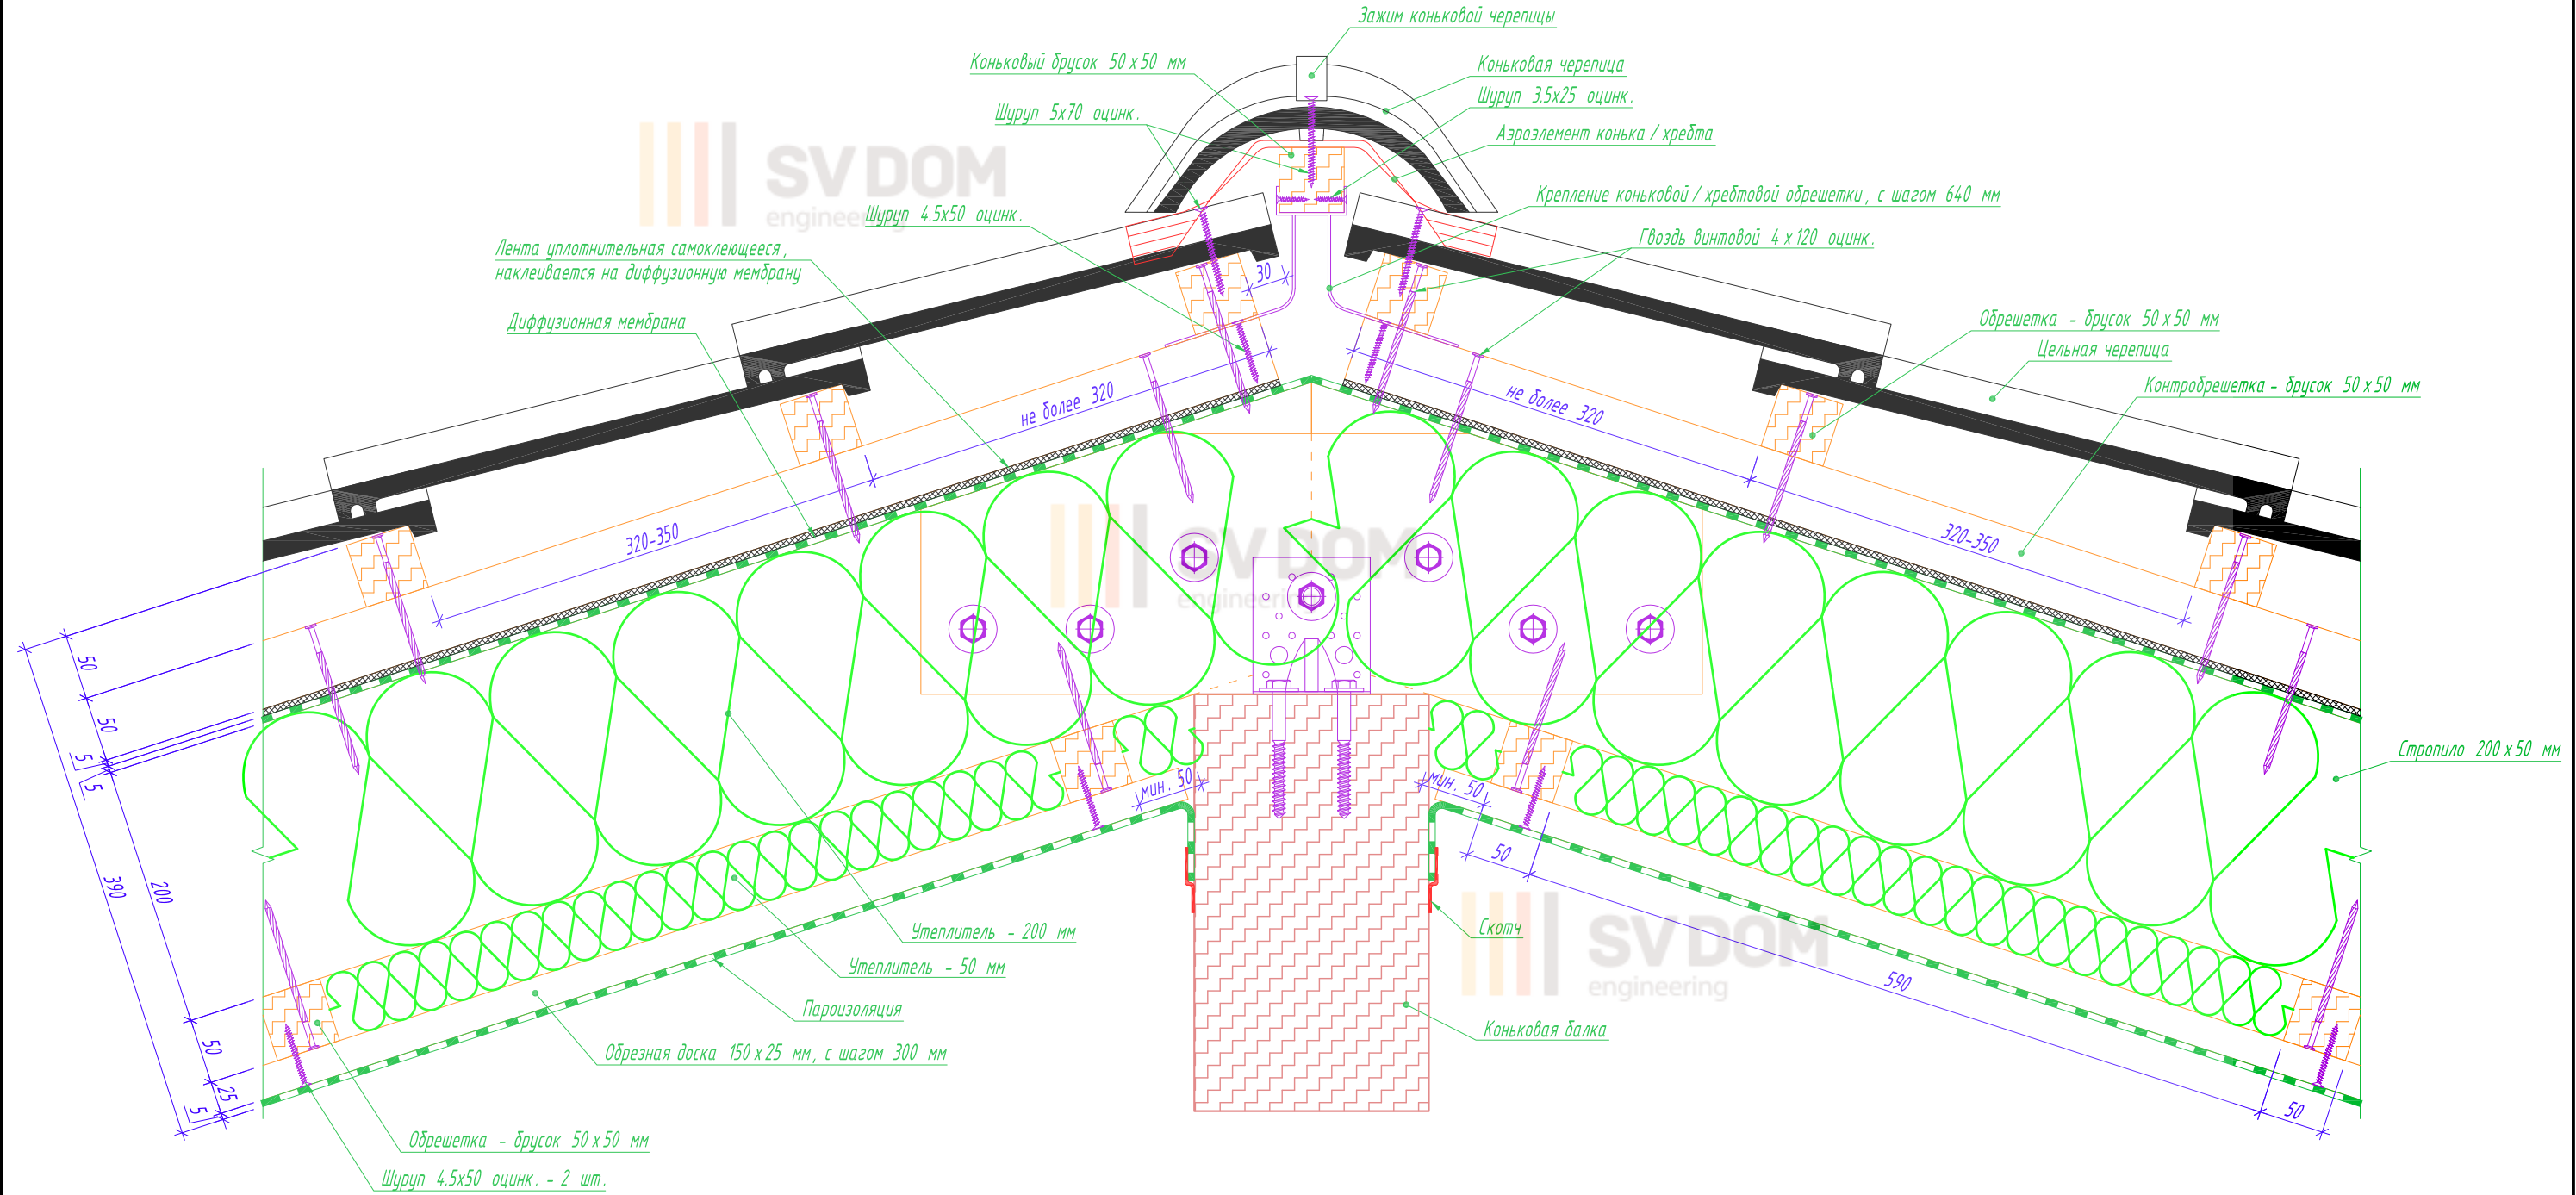 Зажим коньковой черепицы
Коньковый брусок 50 х 50 мм
Коньковая черепица
Шуруп 3.5х25 оцинк.
Шуруп 5х70 оцинк.
Аэроэлемент конька / хребта
SV DOM
engineering
Шуруп 4.5х50 оцинк.
Крепление коньковой / хребтовой обрешетки, с шагом 640 мм
Гвоздь винтовой 4 х 120 оцинк.
Лента уплотнительная самоклеющееся,
наклеивается на диффузионную мембрану
30
Диффузионная мембрана
Обрешетка - брусок 50 х 50 мм
Цельная черепица
Контробрешетка - брусок 50 х 50 мм
не более 320
не более 320
320-350
320-350
SV DOM
engineering
50
50
5
5
200
390
50
25
5
мин. 50
мин. 50
50
590
50
Стропило 200 х 50 мм
Утеплитель - 200 мм
Скотч
SV DOM
engineering
Утеплитель - 50 мм
Пароизоляция
Коньковая балка
Обрезная доска 150 х 25 мм, с шагом 300 мм
Обрешетка - брусок 50 х 50 мм
Шуруп 4.5х50 оцинк. - 2 шт.